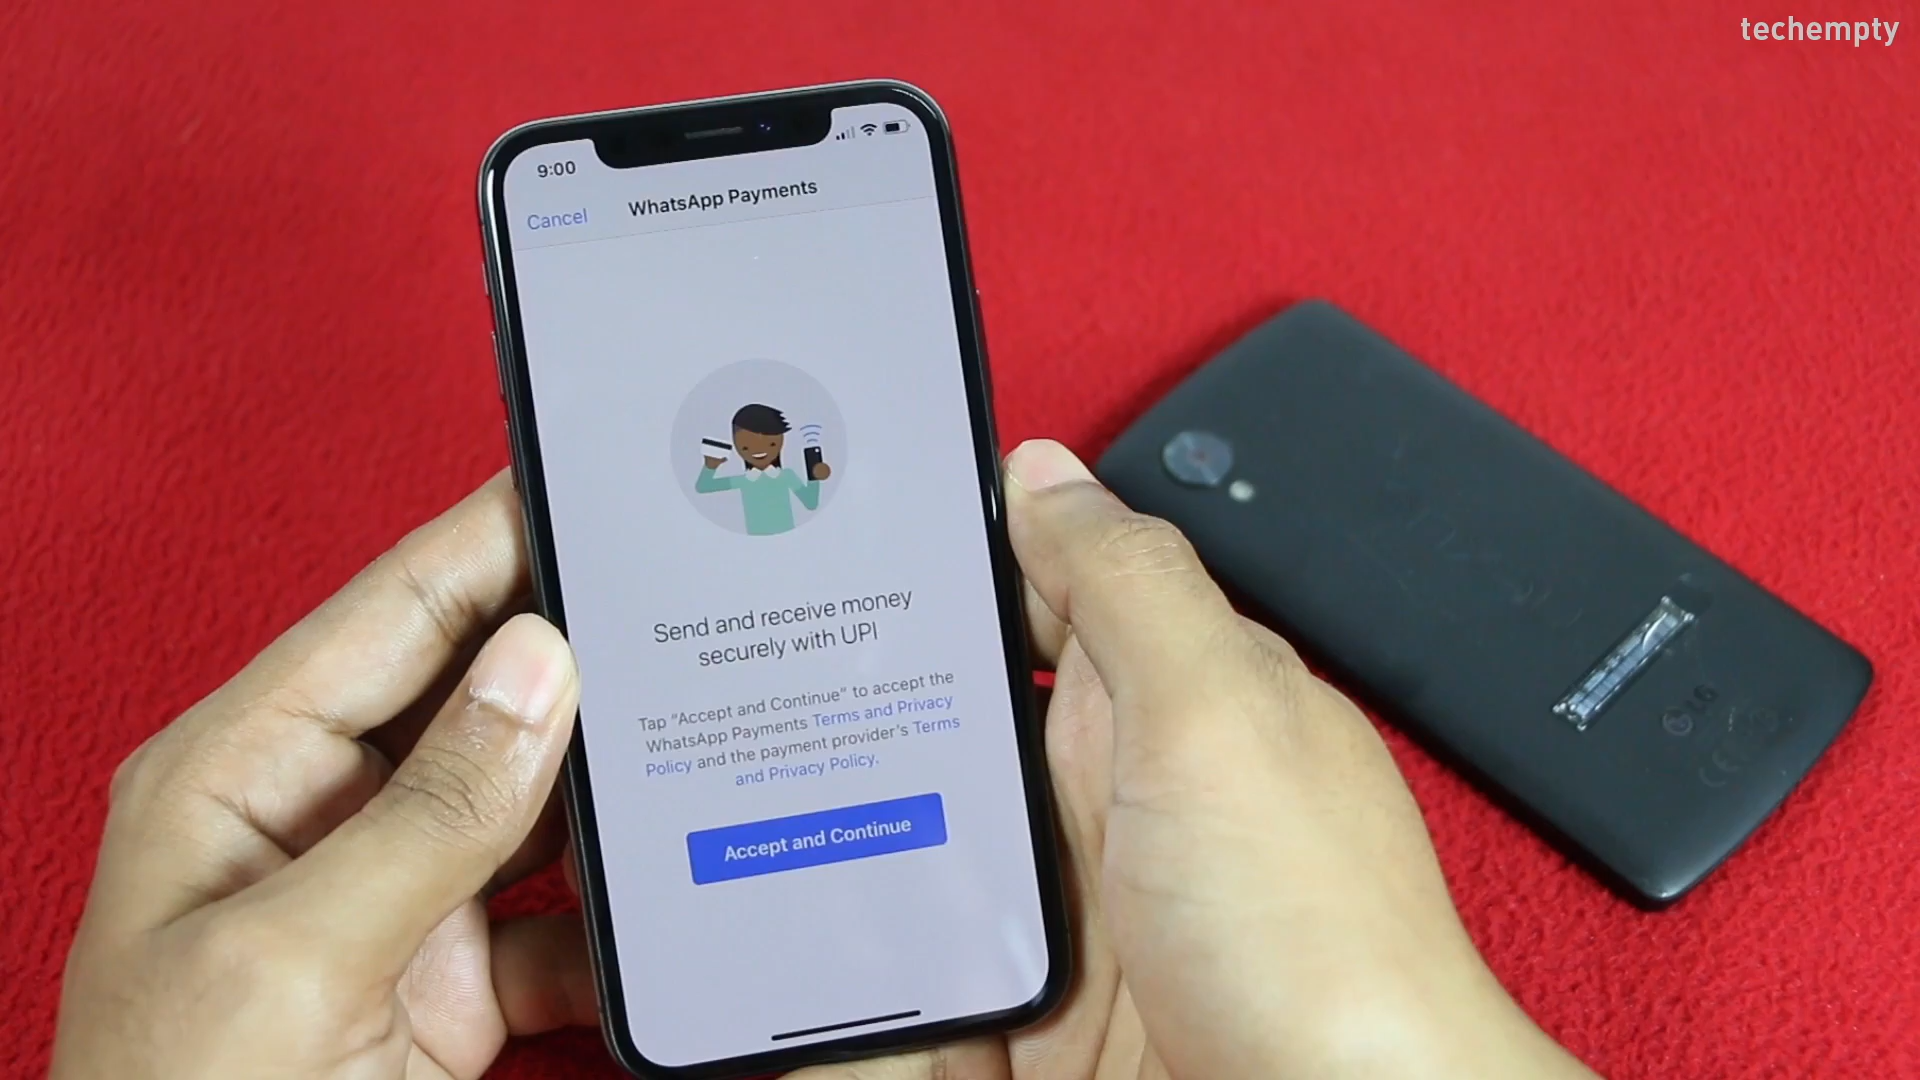 techempty
9:00
Cancel
WhatsApp Payments
Send and receive money
securely with UPI
Tap “Accept and Continue” to accept the
WhatsApp Payments Terms and Privacy
Policy and the payment provider's Terms
and Privacy Policy.
Accept and Continue
LG
CE